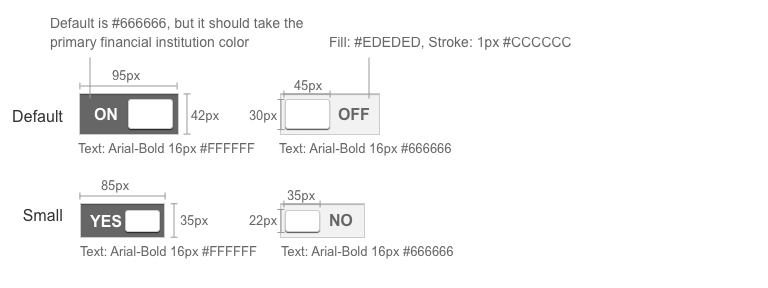 Default is #666666, but it should take the
primary financial institution color
Fill: #EDEDED, Stroke: 1px #CCCCCC
95px
45px
Default
ON
42px
30px
OFF
Text: Arial-Bold 16px #FFFFFF
Text: Arial-Bold 16px #666666
85px
35px
Small
YES
35px
22px
NO
Text: Arial-Bold 16px #FFFFFF
Text: Arial-Bold 16px #666666